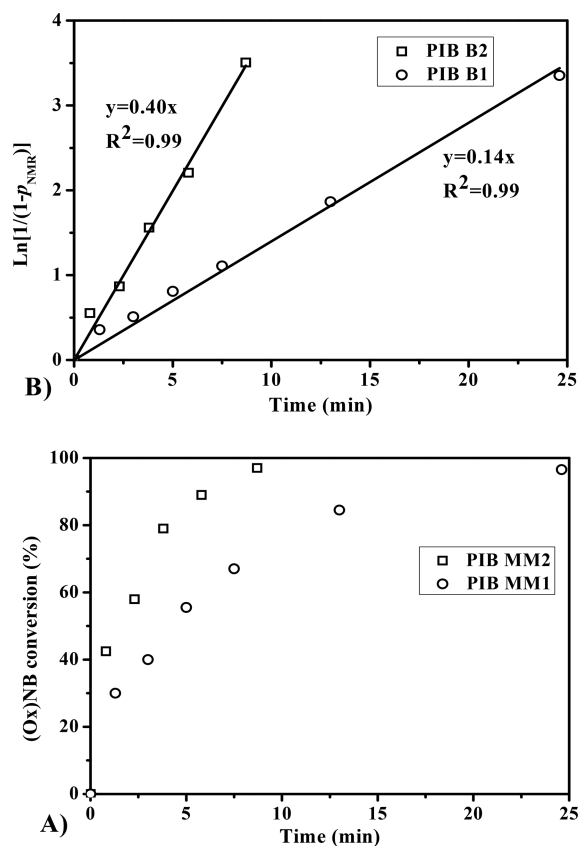 4
3
2
1
0
Ln[1/(1-pNMR)]
PIB B2
PIB B1
y=0.40x
R²=0.99
y=0.14x
R²=0.99
0 5 10 15 20 25
B)
Time (min)
100
80
60
40
20
0
(Ox)NB conversion (%)
PIB MM2
PIB MM1
0 5 10 15 20 25
A)
Time (min)